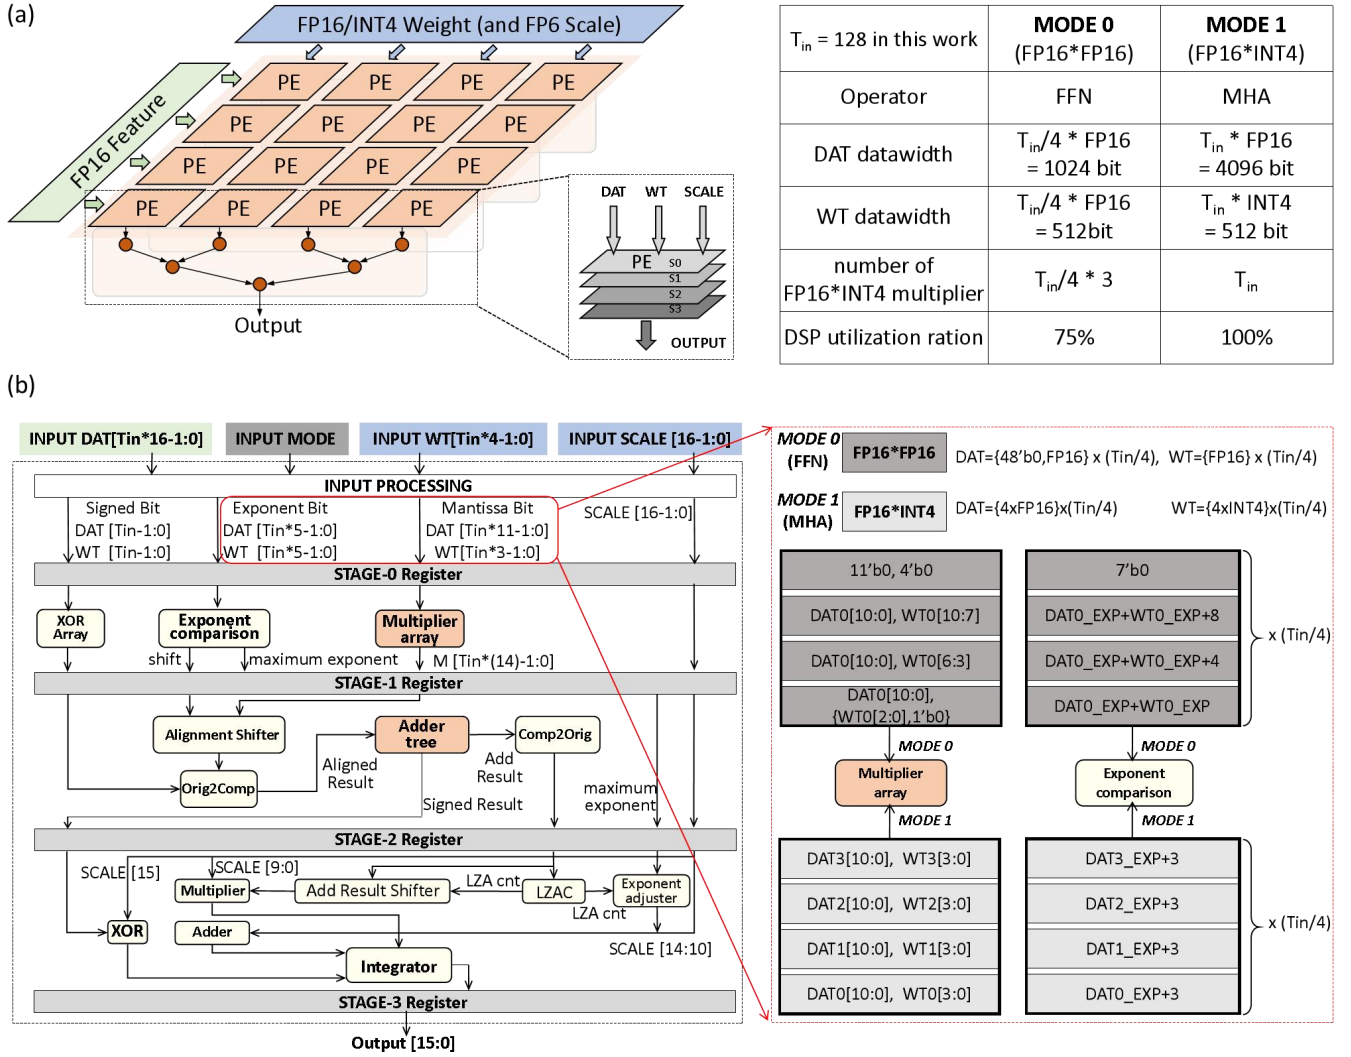 (a)
FP16/INT4 Weight (and FP6 Scale)
FP16 Feature
PE PE PE PE
PE PE PE PE
PE PE PE PE
PE PE PE PE
Output
DAT WT SCALE
PE S0
S1
S2
S3
OUTPUT
T_in = 128 in this work
MODE 0
(FP16*FP16)
MODE 1
(FP16*INT4)
Operator
FFN
MHA
DAT datawidth
T_in/4 * FP16
= 1024 bit
T_in * FP16
= 4096 bit
WT datawidth
T_in/4 * FP16
= 512bit
T_in * INT4
= 512 bit
number of
FP16*INT4 multiplier
T_in/4 * 3
T_in
DSP utilization ration
75%
100%
(b)
INPUT DAT[Tin*16-1:0]
INPUT MODE
INPUT WT[Tin*4-1:0]
INPUT SCALE [16-1:0]
INPUT PROCESSING
Signed Bit
DAT [Tin-1:0]
WT [Tin-1:0]
Exponent Bit
DAT [Tin*5-1:0]
WT [Tin*5-1:0]
Mantissa Bit
DAT [Tin*11-1:0]
WT[Tin*3-1:0]
SCALE [16-1:0]
STAGE-0 Register
XOR
Array
Exponent
comparison
Multiplier
array
shift
maximum exponent
M [Tin*(14)-1:0]
STAGE-1 Register
Alignment Shifter
Adder
tree
Comp2Orig
Orig2Comp
Aligned
Result
Add
Result
Signed Result
maximum
exponent
STAGE-2 Register
SCALE [15]
SCALE [9:0]
Multiplier
Add Result Shifter
LZA cnt
LZAC
LZA cnt
Exponent
adjuster
XOR
Adder
SCALE [14:10]
Integrator
STAGE-3 Register
Output [15:0]
MODE 0
(FFN)
FP16*FP16
DAT={48'b0,FP16} x (Tin/4), WT={FP16} x (Tin/4)
MODE 1
(MHA)
FP16*INT4
DAT={4xFP16}x(Tin/4)
WT={4xINT4}x(Tin/4)
11'b0, 4'b0
DAT0[10:0], WT0[10:7]
DAT0[10:0], WT0[6:3]
DAT0[10:0],
{WT0[2:0],1'b0}
7'b0
DAT0_EXP+WT0_EXP+8
DAT0_EXP+WT0_EXP+4
DAT0_EXP+WT0_EXP
x (Tin/4)
MODE 0
MODE 0
Multiplier
array
Exponent
comparison
MODE 1
MODE 1
DAT3[10:0], WT3[3:0]
DAT2[10:0], WT2[3:0]
DAT1[10:0], WT1[3:0]
DAT0[10:0], WT0[3:0]
DAT3_EXP+3
DAT2_EXP+3
DAT1_EXP+3
DAT0_EXP+3
x (Tin/4)